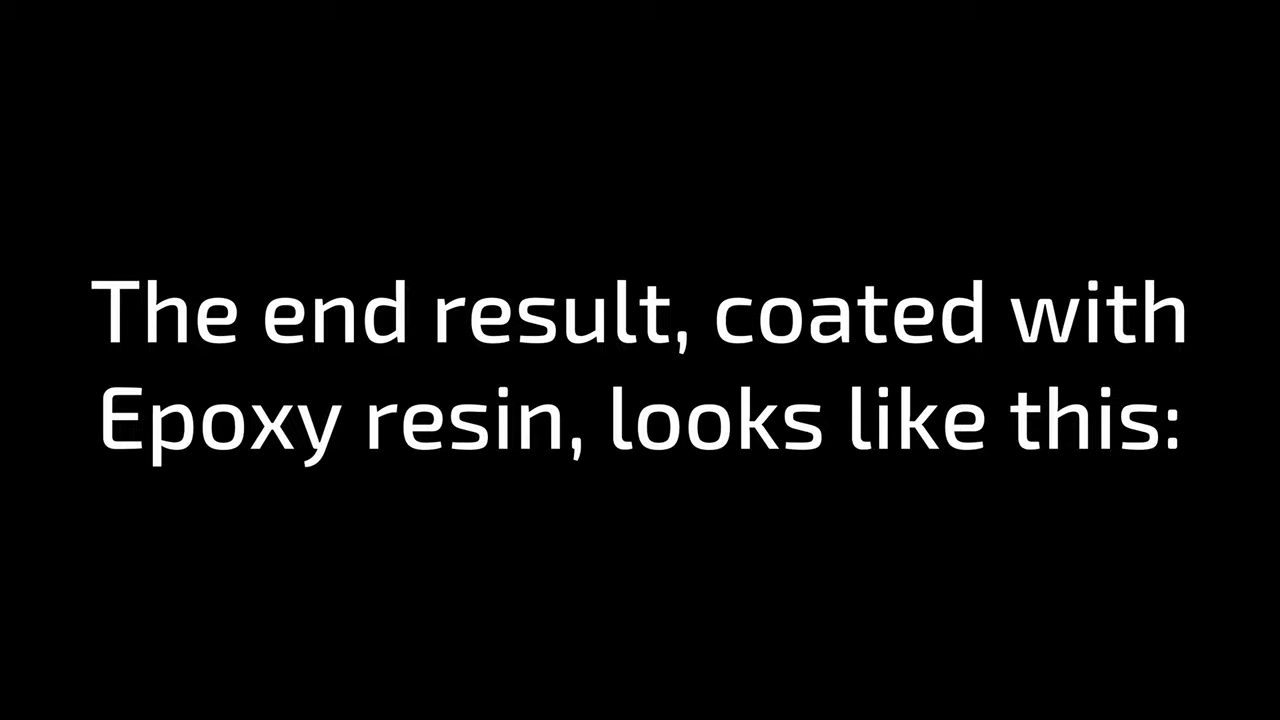 The end result, coated with
Epoxy resin, looks like this: